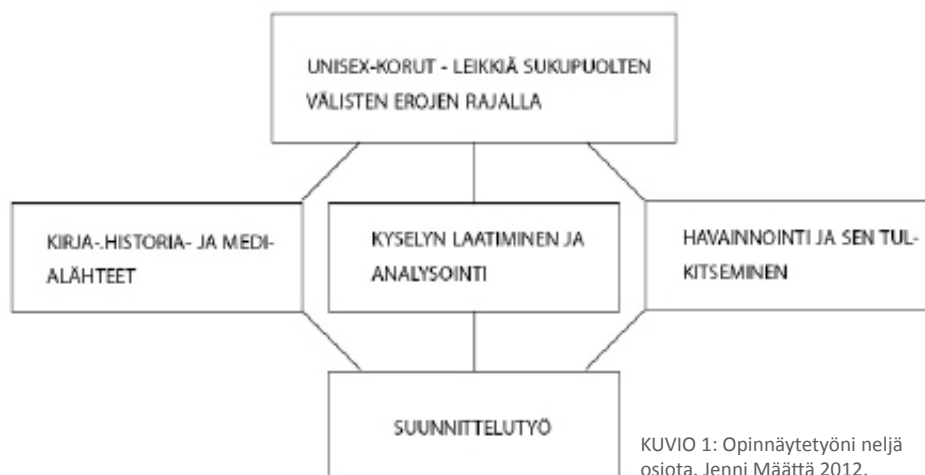 UNISEX-KORUT - LEIKKIÄ SUKUPUOLTEN
VÄLISTEN EROJEN RAJALLA
KIRJA-.HISTORIA- JA MEDI-
ALÄHTEET
KYSELYN LAATIMINEN JA
ANALYSOINTI
HAVAINNOINTI JA SEN TUL-
KITSEMINEN
SUUNNITTELUTYÖ
KUVIO 1: Opinnäytetyöni neljä
osiota. Jenni Määttä 2012.